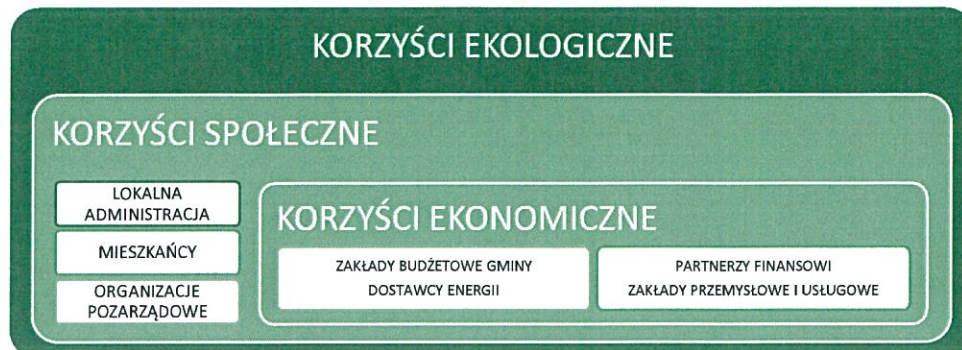 KORZYŚCI EKOLOGICZNE
KORZYŚCI SPOŁECZNE
LOKALNA
ADMINISTRACJA
MIESZKAŃCY
ORGANIZACJE
POZARZĄDOWE
KORZYŚCI EKONOMICZNE
ZAKŁADY BUDŻETOWE GMINY
DOSTAWCY ENERGII
PARTNERZY FINANSOWI
ZAKŁADY PRZEMYSŁOWE I USŁUGOWE